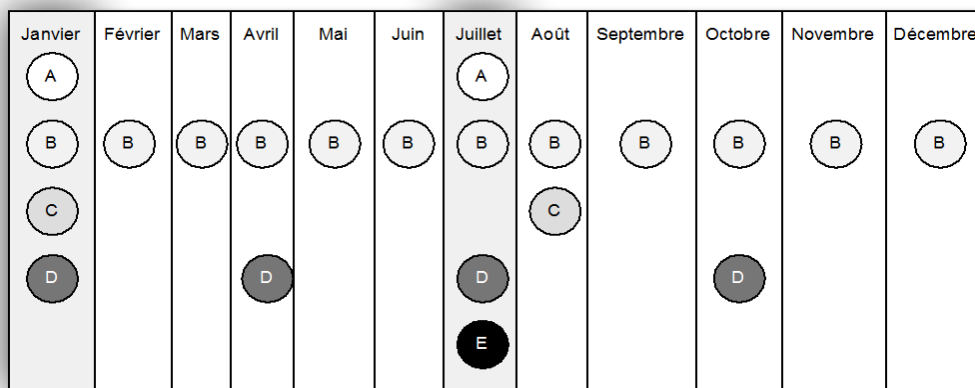 Janvier Février Mars Avril Mai Juin Juillet Août Septembre Octobre Novembre Décembre
A A
B B B B B B B B B B B B
C C
D D D D
E